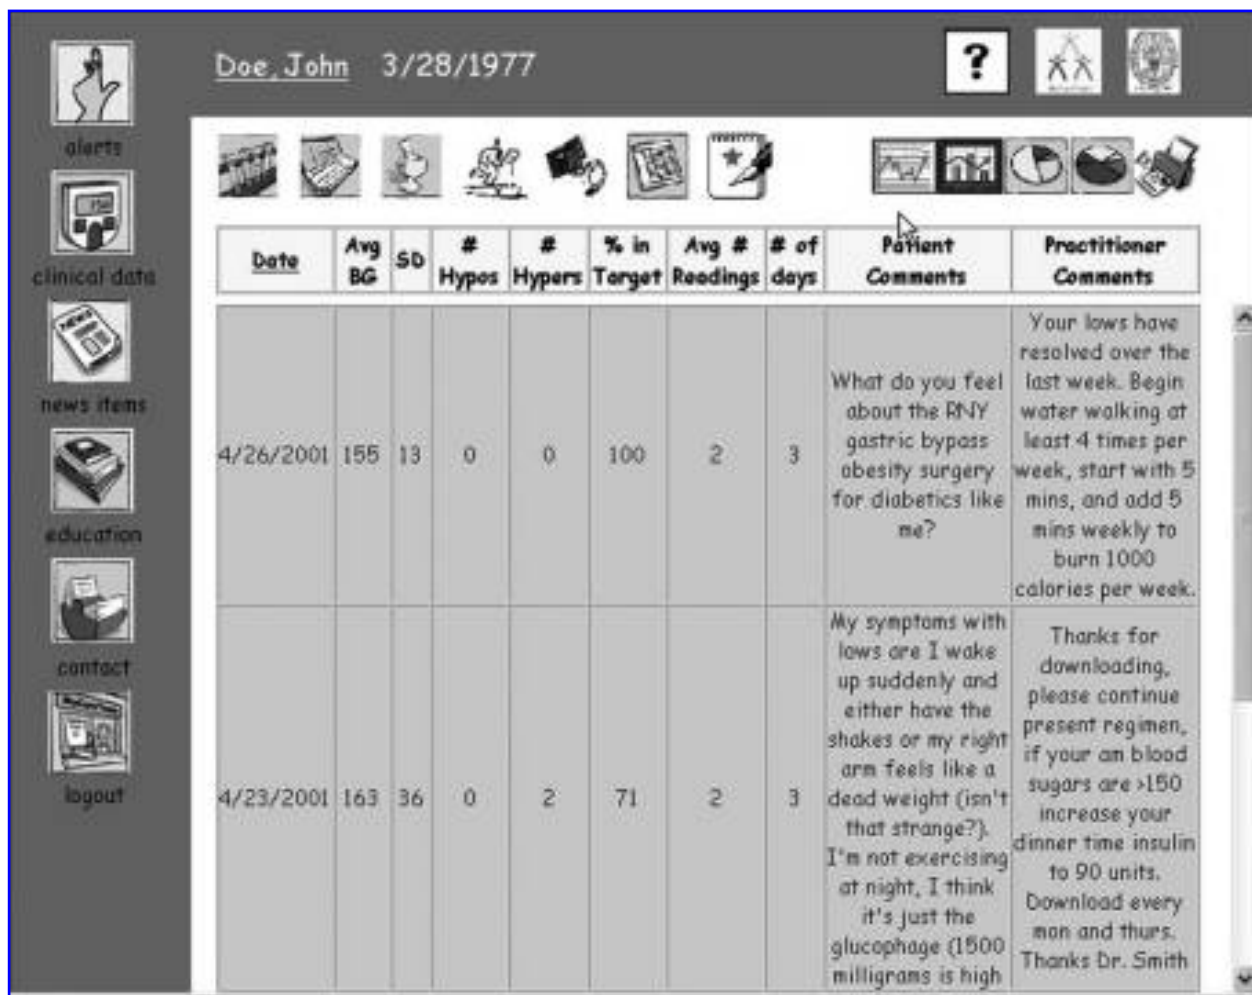 Doe, John 3/28/1977
?
alerts
clinical data
NEWS
news items
education
contact
logout
Date
Avg BG
SD
# Hypos
# Hypers
% in Target
Avg # Readings
# of days
Patient Comments
Practitioner Comments
4/26/2001 155 13 0 0 100 2 3
What do you feel
about the RNY
gastric bypass
obesity surgery
for diabetics like
me?
Your lows have
resolved over the
last week. Begin
water walking at
least 4 times per
week, start with 5
mins, and add 5
mins weekly to
burn 1000
calories per week.
4/23/2001 163 36 0 2 71 2 3
My symptoms with
lows are I wake
up suddenly and
either have the
shakes or my right
arm feels like a
dead weight (isn't
that strange?).
I'm not exercising
at night, I think
it's just the
glucophage (1500
milligrams is high
Thanks for
downloading,
please continue
present regimen,
if your am blood
sugars are >150
increase your
dinner time insulin
to 90 units.
Download every
mon and thurs.
Thanks Dr. Smith